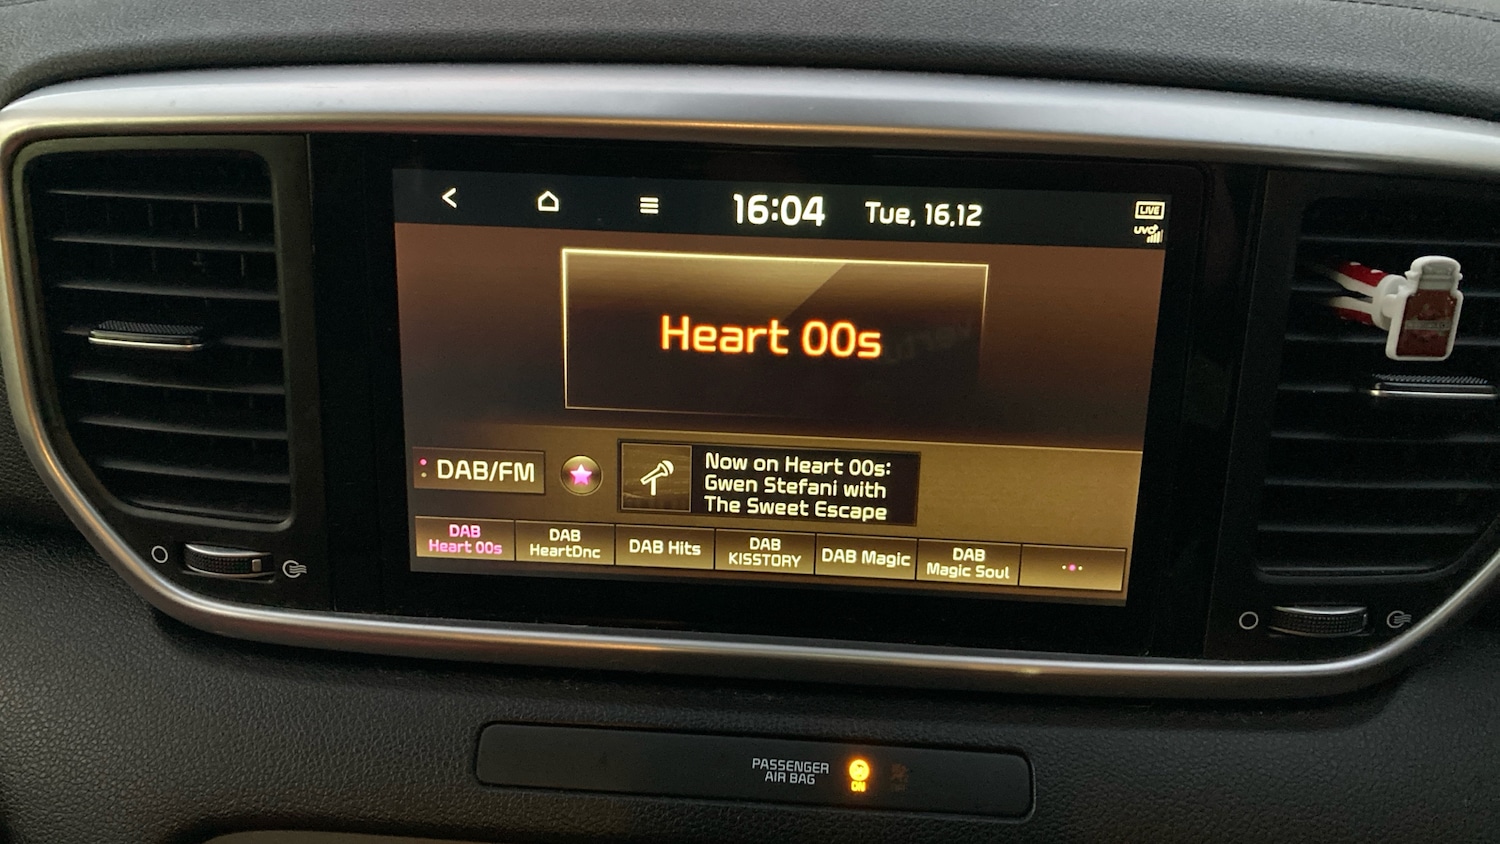 16:04 Tue, 16.12
LIVE
UVO
Heart 00s
DAB/FM
Now on Heart 00s:
Gwen Stefani with
The Sweet Escape
DAB
Heart 00s
DAB
HeartDnc
DAB Hits
DAB
KISSTORY
DAB Magic
DAB
Magic Soul
PASSENGER
AIR BAG
ON